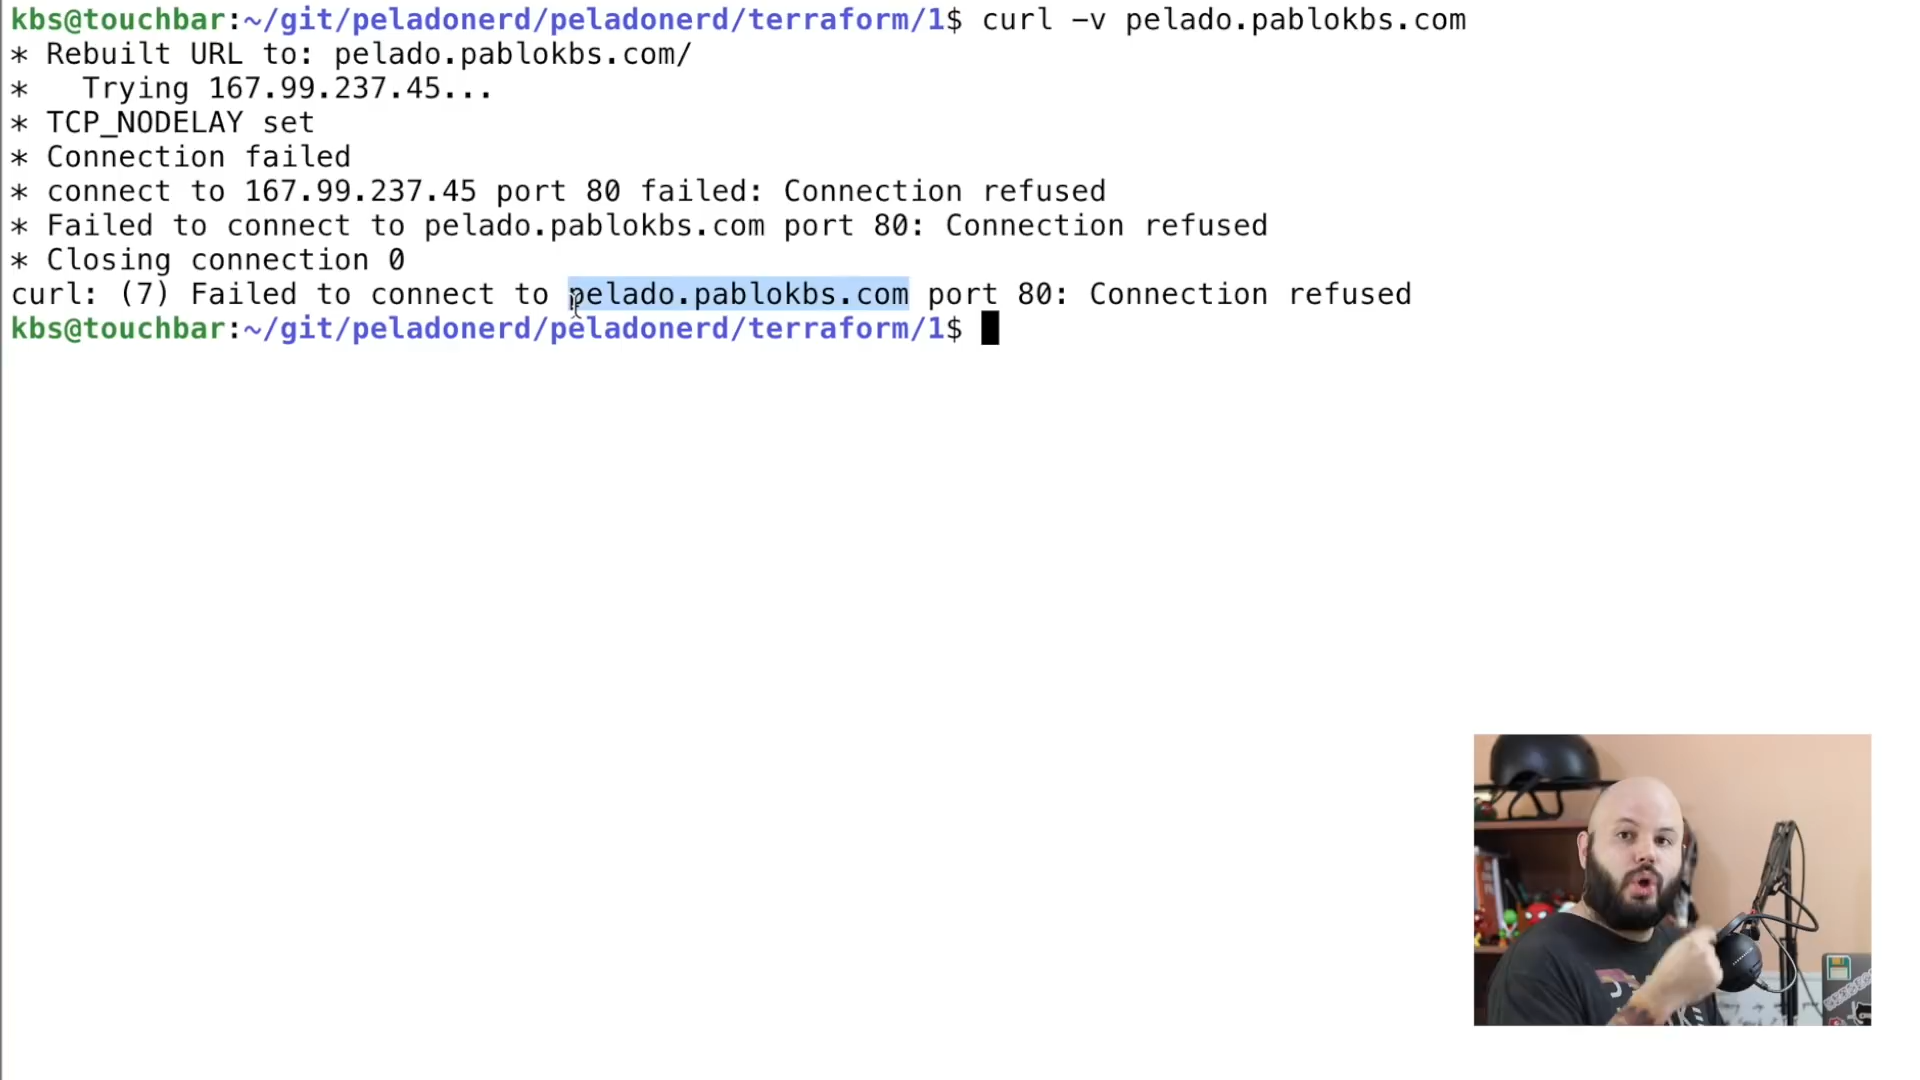 kbs@touchbar:~/git/peladonerd/peladonerd/terraform/1$ curl -v pelado.pablokbs.com
* Rebuilt URL to: pelado.pablokbs.com/
*   Trying 167.99.237.45...
* TCP_NODELAY set
* Connection failed
* connect to 167.99.237.45 port 80 failed: Connection refused
* Failed to connect to pelado.pablokbs.com port 80: Connection refused
* Closing connection 0
curl: (7) Failed to connect to pelado.pablokbs.com port 80: Connection refused
kbs@touchbar:~/git/peladonerd/peladonerd/terraform/1$